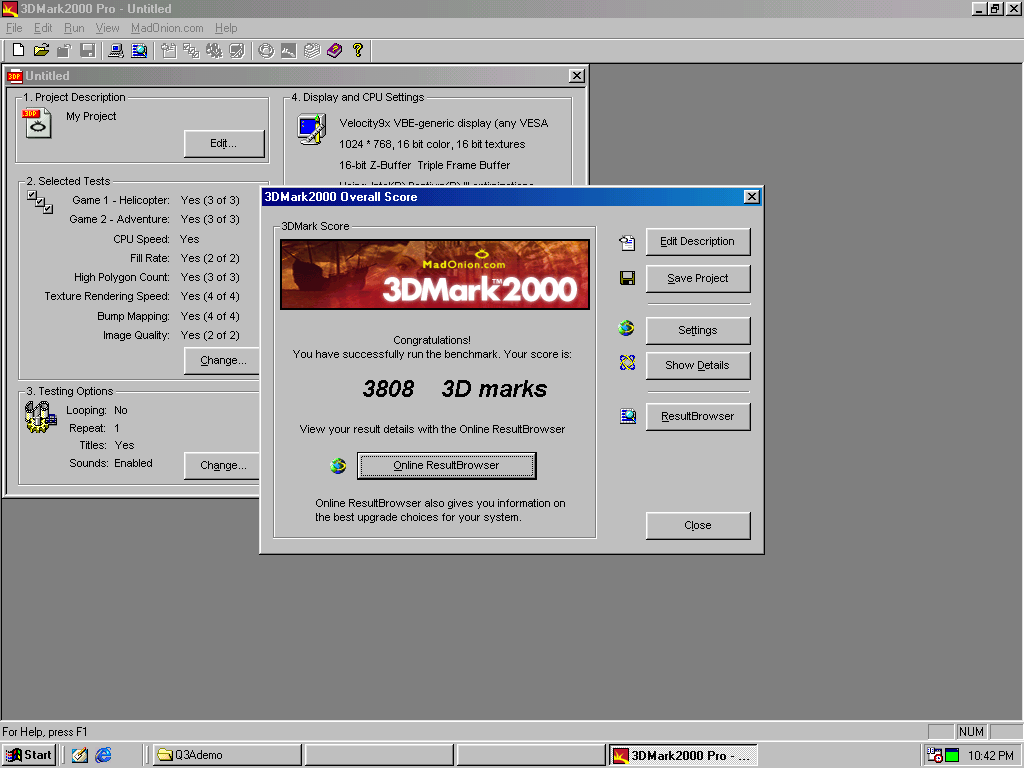 3DMark2000 Pro - Untitled
File Edit Run View MadOnion.com Help
Untitled
1. Project Description
My Project
Edit...
2. Selected Tests
Game 1 - Helicopter: Yes (3 of 3)
Game 2 - Adventure: Yes (3 of 3)
CPU Speed: Yes
Fill Rate: Yes (2 of 2)
High Polygon Count: Yes (3 of 3)
Texture Rendering Speed: Yes (4 of 4)
Bump Mapping: Yes (4 of 4)
Image Quality: Yes (2 of 2)
Change...
3. Testing Options
Looping: No
Repeat: 1
Titles: Yes
Sounds: Enabled
Change...
4. Display and CPU Settings
Velocity9x VBE-generic display (any VESA
1024 * 768, 16 bit color, 16 bit textures
16-bit Z-Buffer Triple Frame Buffer
Using Intel(R) Pentium(R) III optimizations
3DMark2000 Overall Score
3DMark Score
MadOnion.com
3DMark™2000
Congratulations!
You have successfully run the benchmark. Your score is:
3808 3D marks
View your result details with the Online ResultBrowser
Online ResultBrowser
Online ResultBrowser also gives you information on
the best upgrade choices for your system.
Edit Description
Save Project
Settings
Show Details
ResultBrowser
Close
For Help, press F1
NUM
Start
Q3Ademo
3DMark2000 Pro - ...
10:42 PM